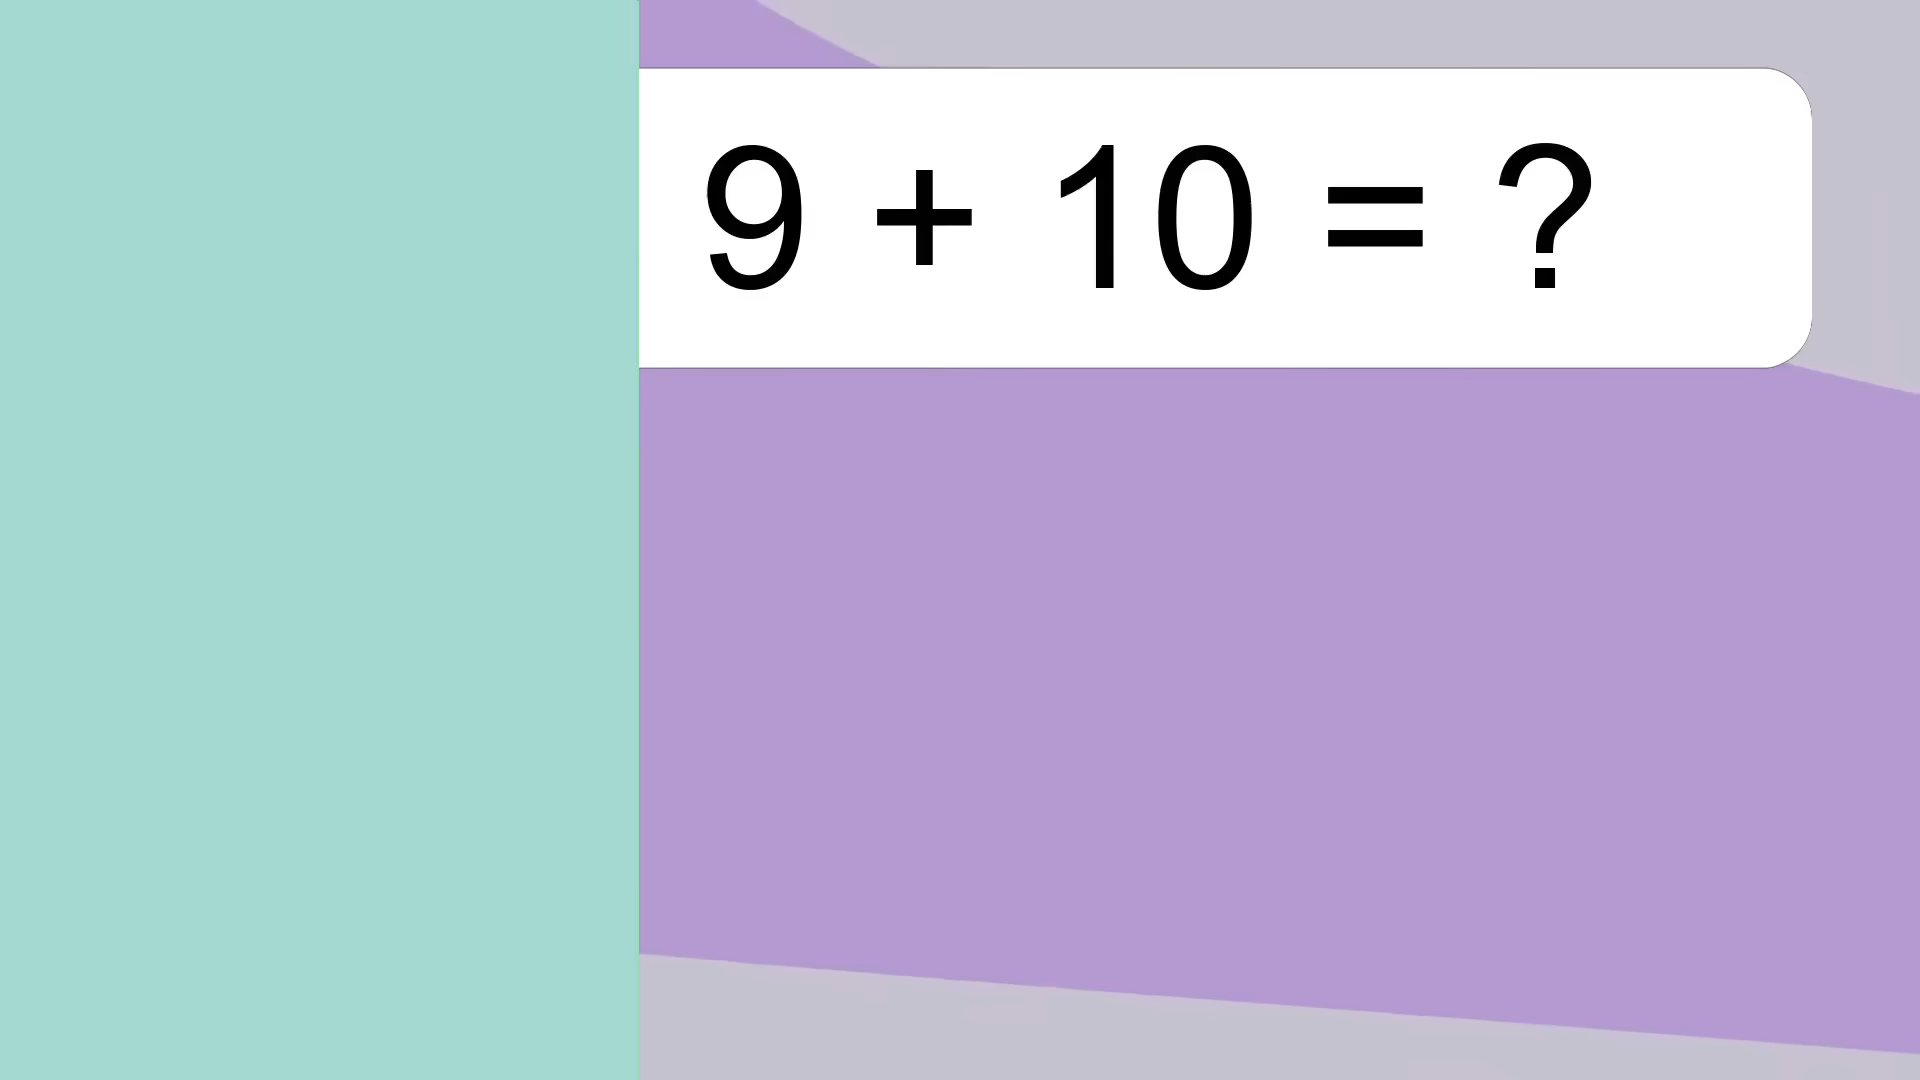 9 + 10 = ?